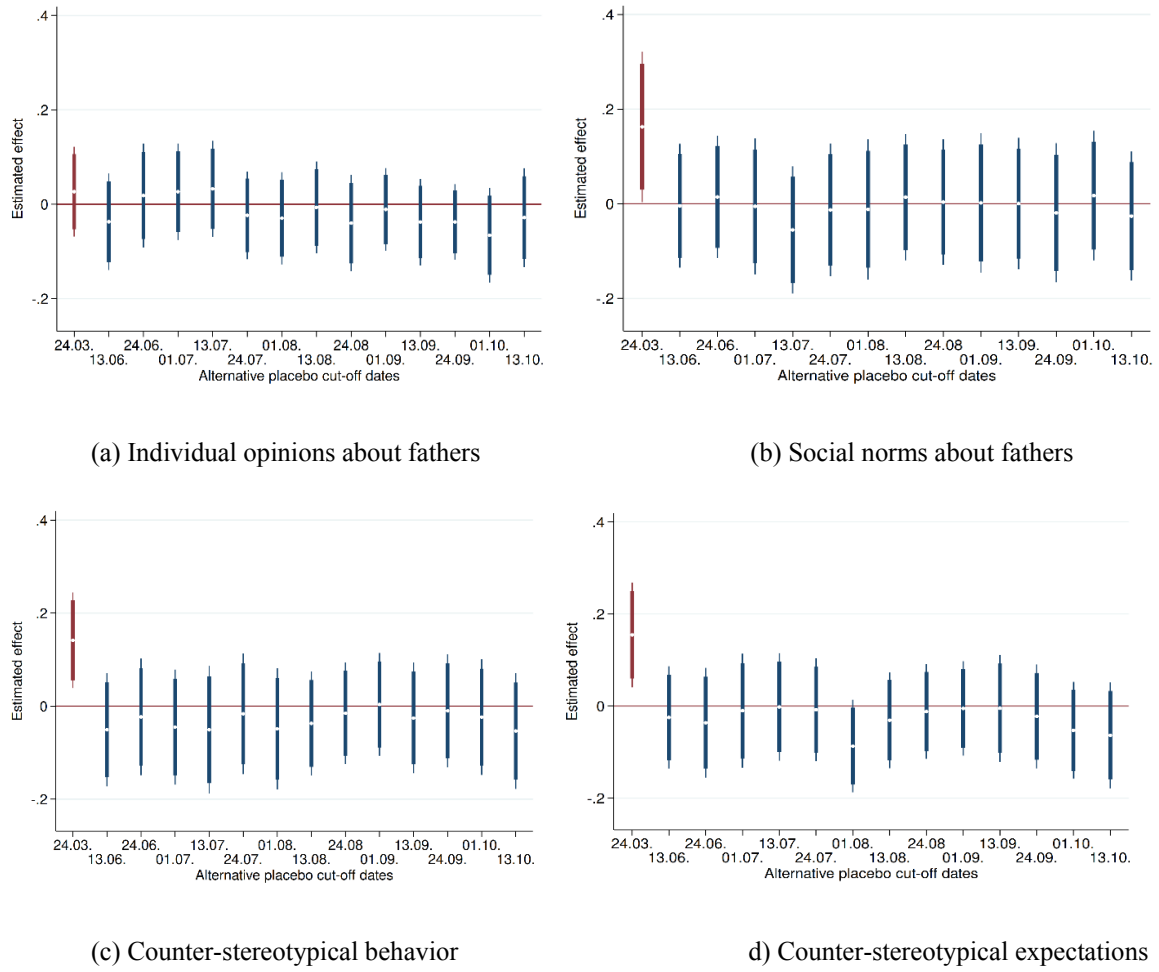 .4
.2
0
-.2
Estimated effect
24.03. 24.06. 13.07. 01.08. 24.08 13.09. 01.10.
13.06. 01.07. 24.07. 13.08. 01.09. 24.09. 13.10.
Alternative placebo cut-off dates
(a) Individual opinions about fathers
.4
.2
0
-.2
Estimated effect
24.03. 24.06. 13.07. 01.08. 24.08 13.09. 01.10.
13.06. 01.07. 24.07. 13.08. 01.09. 24.09. 13.10.
Alternative placebo cut-off dates
(b) Social norms about fathers
.4
.2
0
-.2
Estimated effect
24.03. 24.06. 13.07. 01.08. 24.08 13.09. 01.10.
13.06. 01.07. 24.07. 13.08. 01.09. 24.09. 13.10.
Alternative placebo cut-off dates
(c) Counter-stereotypical behavior
.4
.2
0
-.2
Estimated effect
24.03. 24.06. 13.07. 01.08. 24.08 13.09. 01.10.
13.06. 01.07. 24.07. 13.08. 01.09. 24.09. 13.10.
Alternative placebo cut-off dates
d) Counter-stereotypical expectations